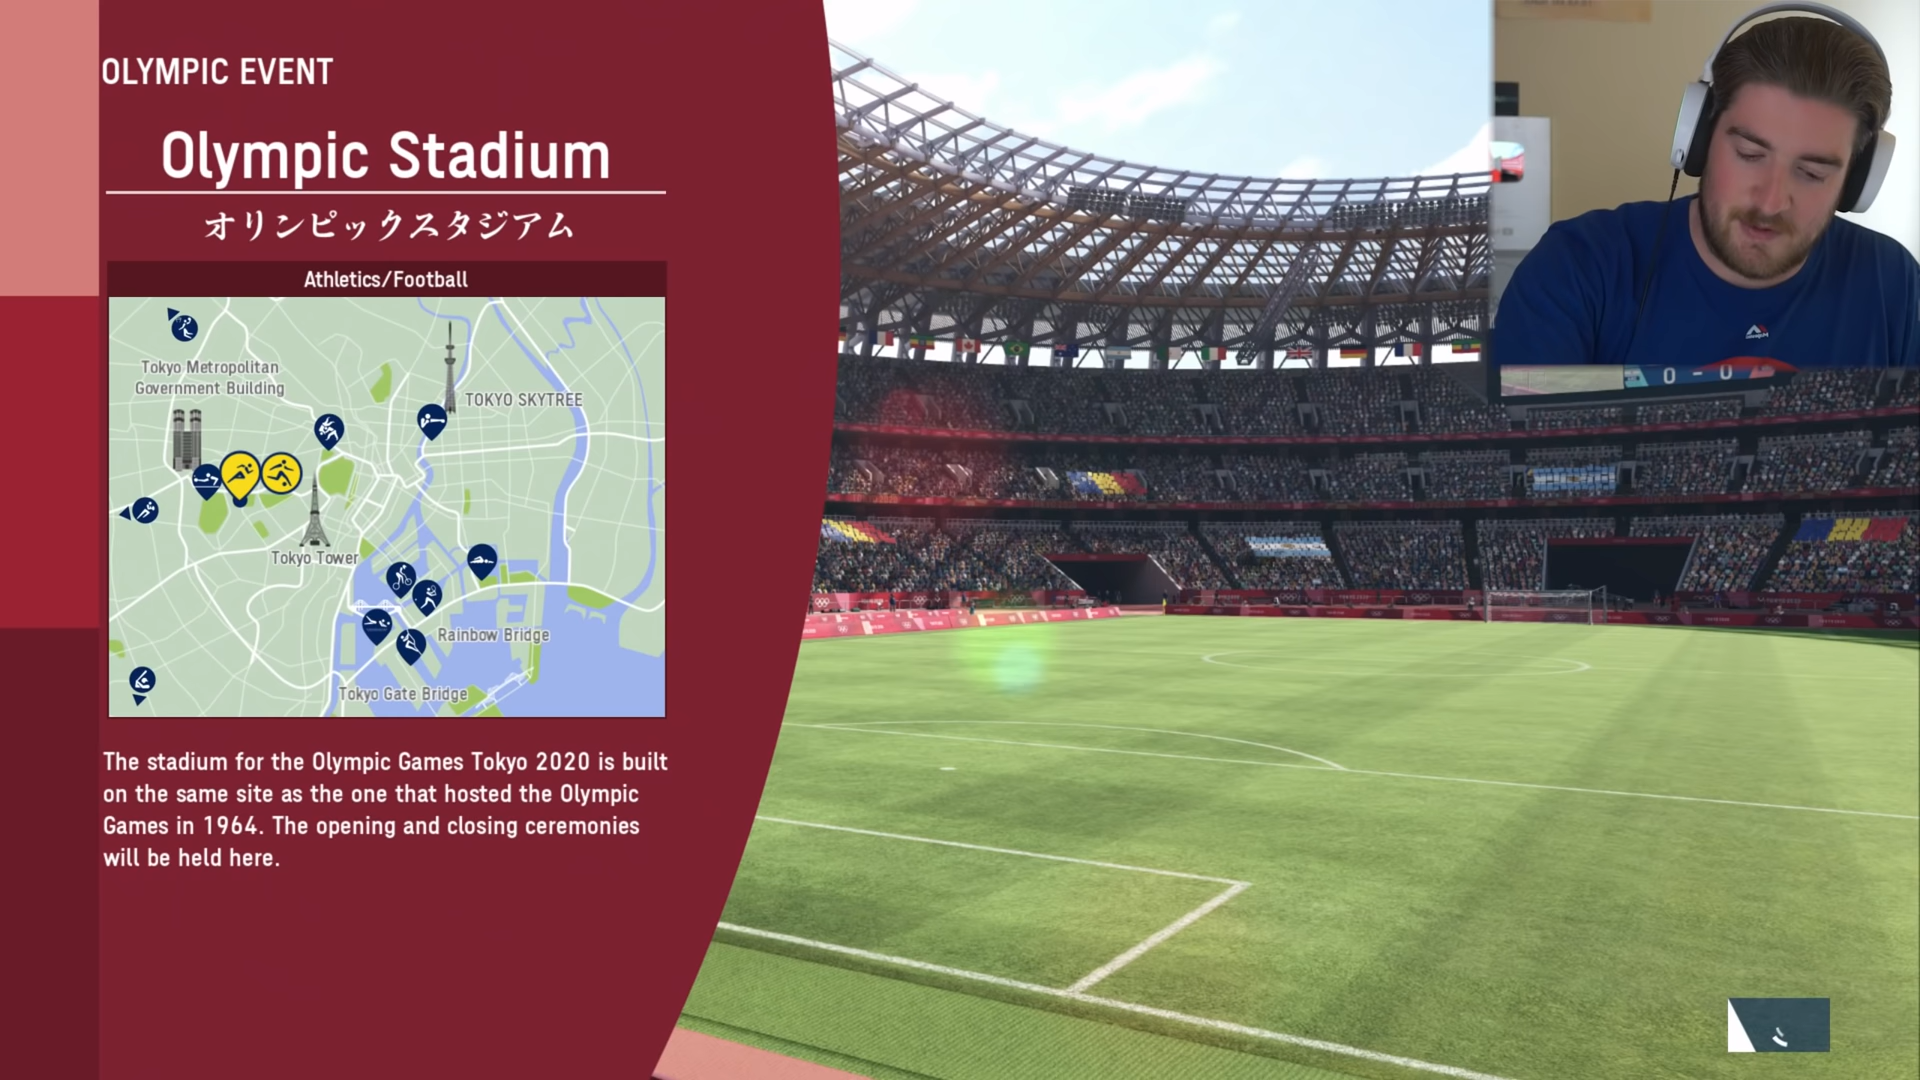 OLYMPIC EVENT
Olympic Stadium
オリンピックスタジアム
Athletics/Football
Tokyo Metropolitan
Government Building
TOKYO SKYTREE
Tokyo Tower
Rainbow Bridge
Tokyo Gate Bridge
The stadium for the Olympic Games Tokyo 2020 is built
on the same site as the one that hosted the Olympic
Games in 1964. The opening and closing ceremonies
will be held here.
0 - 0